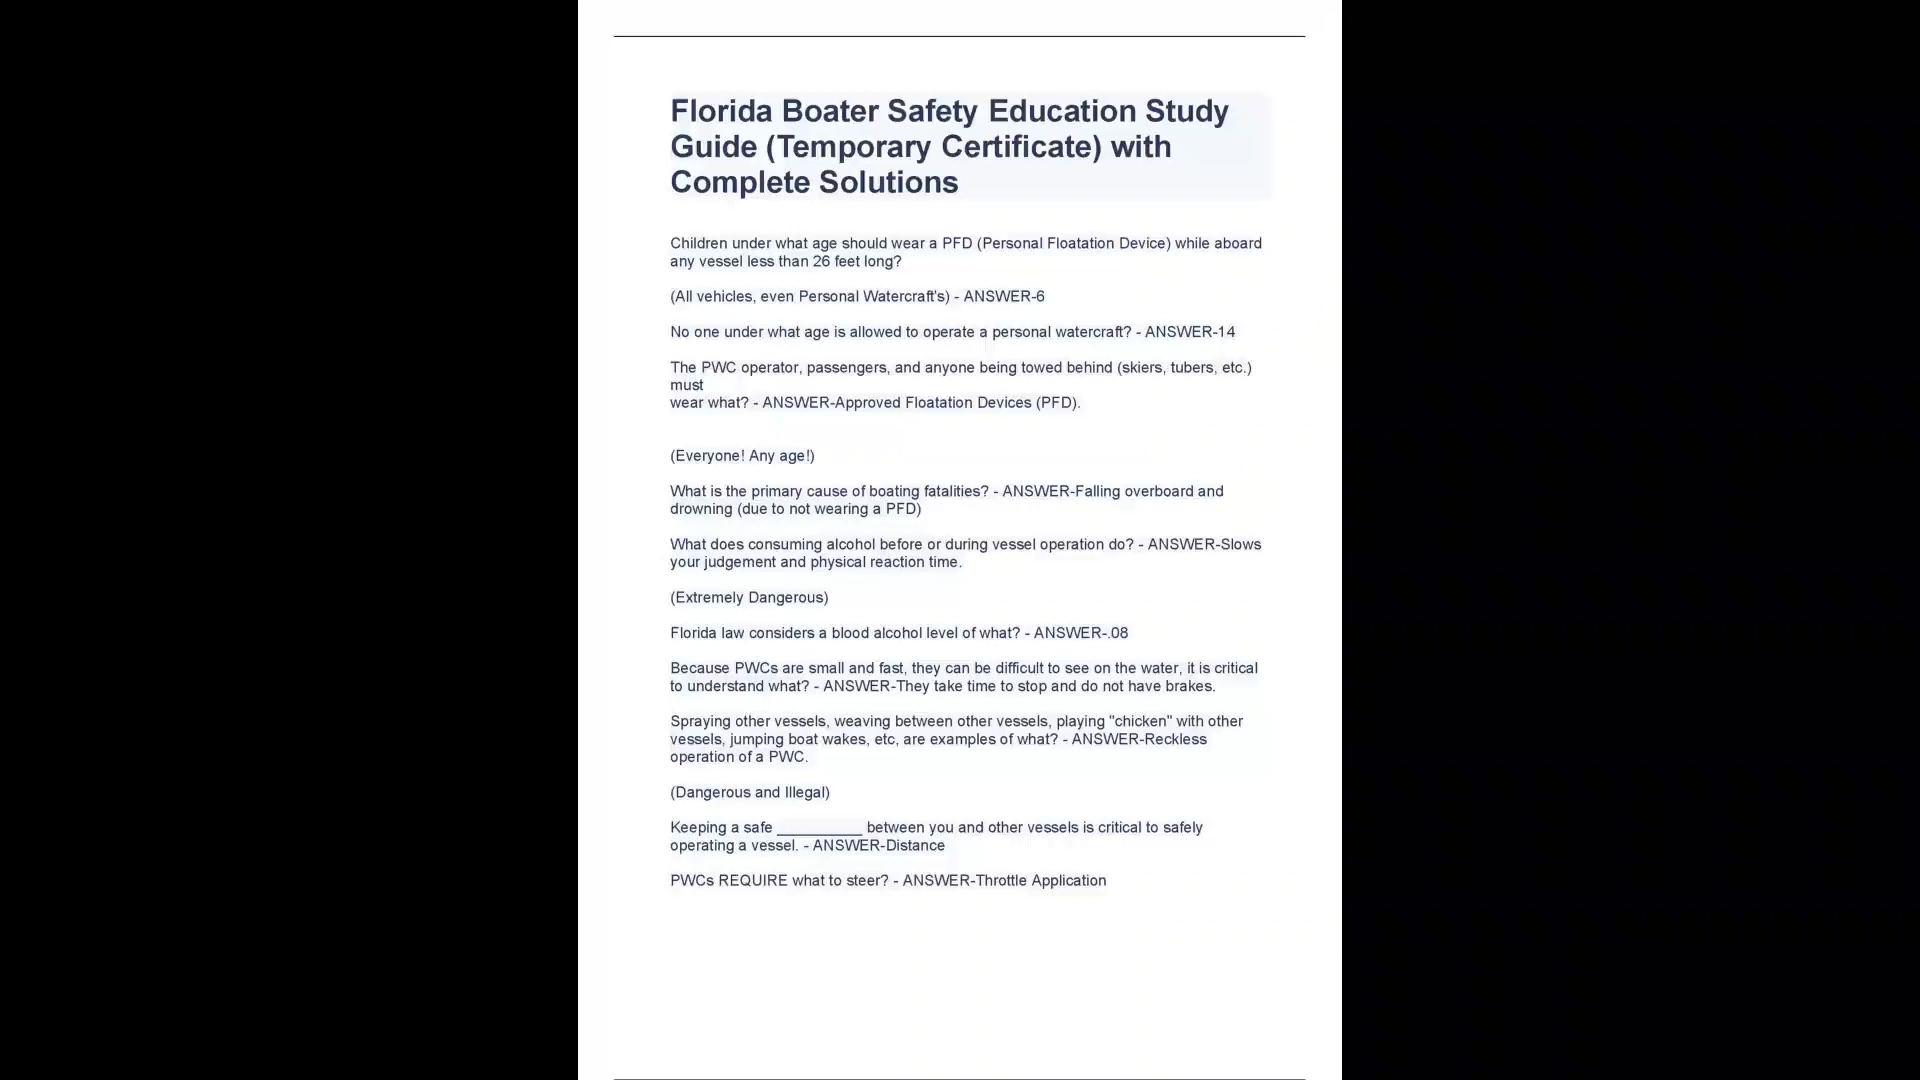 Florida Boater Safety Education Study
Guide (Temporary Certificate) with
Complete Solutions
Children under what age should wear a PFD (Personal Floatation Device) while aboard
any vessel less than 26 feet long?
(All vehicles, even Personal Watercraft's) - ANSWER-6
No one under what age is allowed to operate a personal watercraft? - ANSWER-14
The PWC operator, passengers, and anyone being towed behind (skiers, tubers, etc.)
must
wear what? - ANSWER-Approved Floatation Devices (PFD).
(Everyone! Any age!)
What is the primary cause of boating fatalities? - ANSWER-Falling overboard and
drowning (due to not wearing a PFD)
What does consuming alcohol before or during vessel operation do? - ANSWER-Slows
your judgement and physical reaction time.
(Extremely Dangerous)
Florida law considers a blood alcohol level of what? - ANSWER-.08
Because PWCs are small and fast, they can be difficult to see on the water, it is critical
to understand what? - ANSWER-They take time to stop and do not have brakes.
Spraying other vessels, weaving between other vessels, playing "chicken" with other
vessels, jumping boat wakes, etc, are examples of what? - ANSWER-Reckless
operation of a PWC.
(Dangerous and Illegal)
Keeping a safe __________ between you and other vessels is critical to safely
operating a vessel. - ANSWER-Distance
PWCs REQUIRE what to steer? - ANSWER-Throttle Application